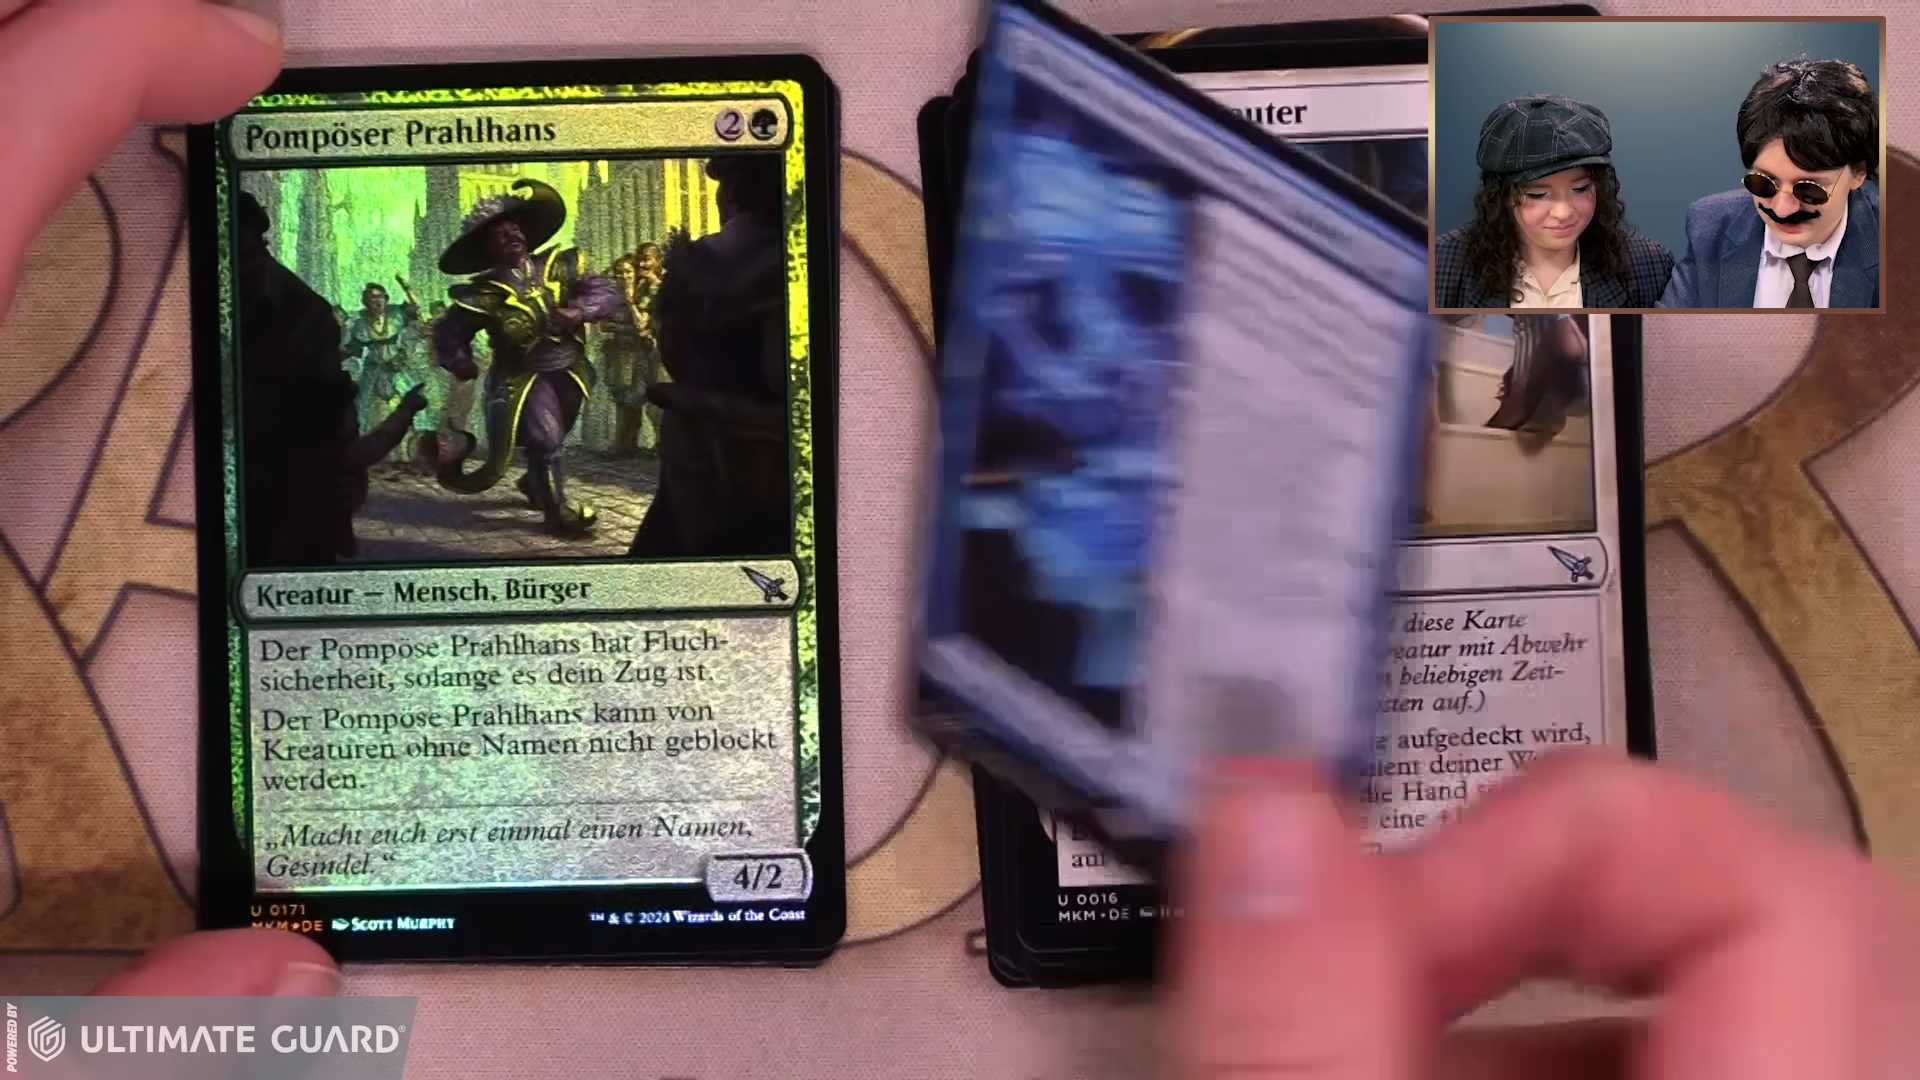 Pompöser Prahlhans
2
Kreatur – Mensch, Bürger
Der Pompöse Prahlhans hat Fluch-
sicherheit, solange es dein Zug ist.
Der Pompöse Prahlhans kann von
Kreaturen ohne Namen nicht geblockt
werden.
„Macht euch erst einmal einen Namen,
Gesindel.“
4/2
U 0171
MKM★DE SCOTT MURPHY
™ & © 2024 Wizards of the Coast
diese Karte
mit Abwehr
beliebigen Zeit-
auf.)
aufgedeckt wird,
deiner
Hand
eine
U 0016
MKM • DE
POWERED BY
ULTIMATE GUARD